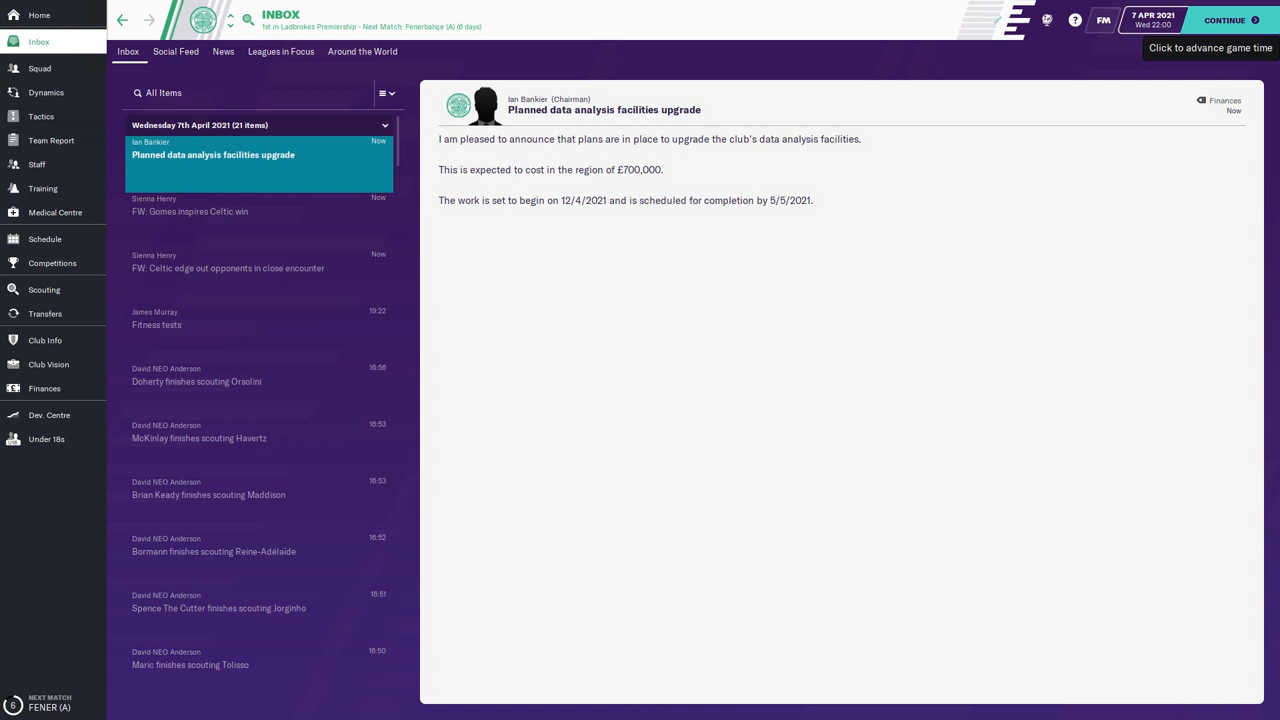 Home
Inbox
Squad
Dynamics
Tactics
Team Report
Staff
Training
Medical Centre
Schedule
Competitions
Scouting
Transfers
Club Info
Club Vision
Finances
Dev. Centre
Under 18s
6
NEXT MATCH
FENER (A)
INBOX
1st in Ladbrokes Premiership - Next Match: Fenerbahçe (A) (6 days)
?
FM
7 APR 2021
Wed 22:00
CONTINUE
Click to advance game time
Inbox Social Feed News Leagues in Focus Around the World
All Items
Wednesday 7th April 2021 (21 items)
Ian Bankier Now
Planned data analysis facilities upgrade
Sienna Henry Now
FW: Gomes inspires Celtic win
Sienna Henry Now
FW: Celtic edge out opponents in close encounter
James Murray 19:22
Fitness tests
David NEO Anderson 16:56
Doherty finishes scouting Orsolini
David NEO Anderson 16:53
McKinlay finishes scouting Havertz
David NEO Anderson 16:53
Brian Keady finishes scouting Maddison
David NEO Anderson 16:52
Bormann finishes scouting Reine-Adélaïde
David NEO Anderson 16:51
Spence The Cutter finishes scouting Jorginho
David NEO Anderson 16:50
Maric finishes scouting Tolisso
Ian Bankier (Chairman)
Planned data analysis facilities upgrade
Finances
Now
I am pleased to announce that plans are in place to upgrade the club's data analysis facilities.
This is expected to cost in the region of £700,000.
The work is set to begin on 12/4/2021 and is scheduled for completion by 5/5/2021.